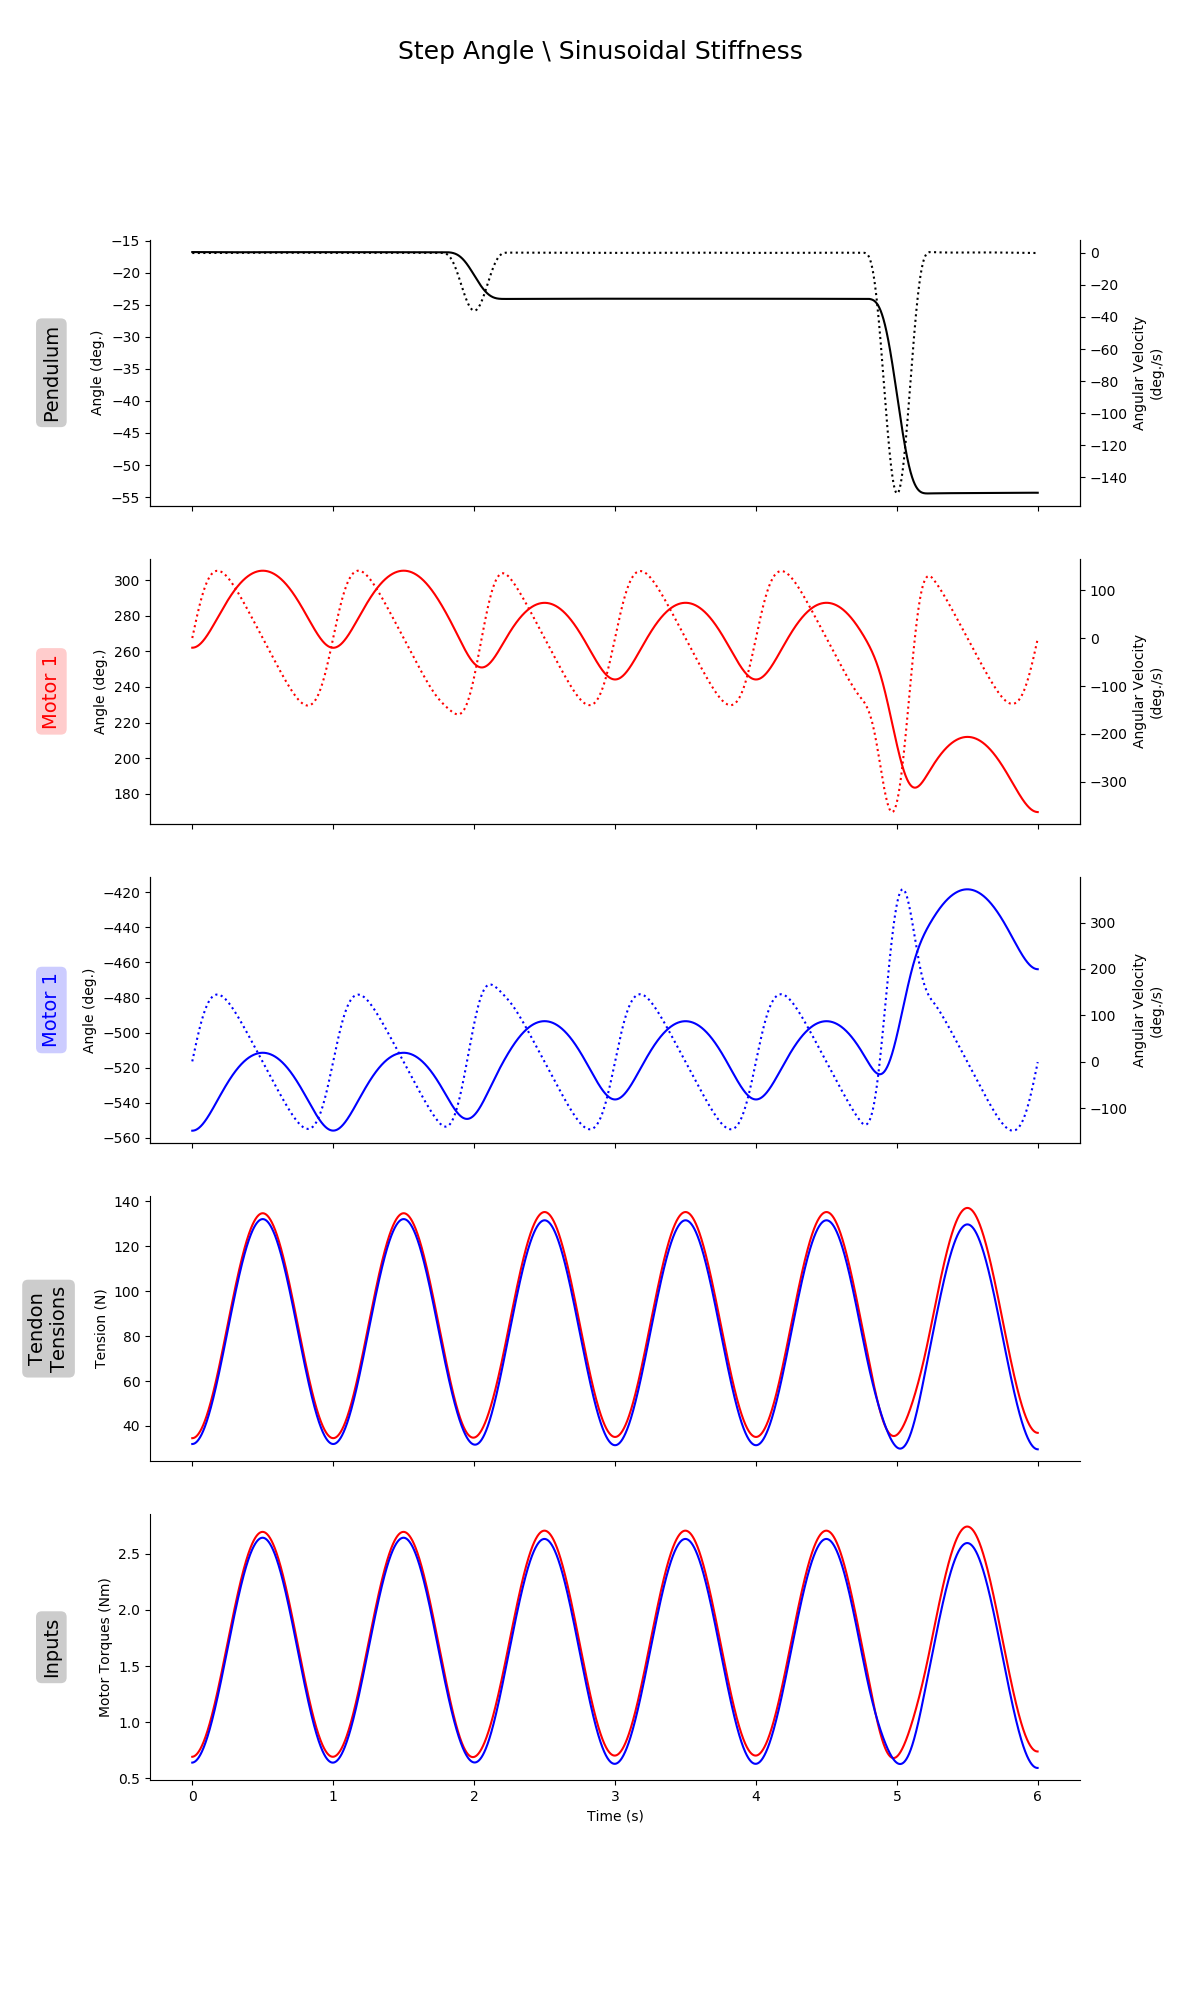 Step Angle \ Sinusoidal Stiffness
Pendulum
Angle (deg.)
−15
−20
−25
−30
−35
−40
−45
−50
−55
0
−20
−40
−60
−80
−100
−120
−140
Angular Velocity
(deg./s)
Motor 1
Angle (deg.)
300
280
260
240
220
200
180
100
0
−100
−200
−300
Angular Velocity
(deg./s)
Motor 1
Angle (deg.)
−420
−440
−460
−480
−500
−520
−540
−560
300
200
100
0
−100
Angular Velocity
(deg./s)
Tendon
Tensions
Tension (N)
140
120
100
80
60
40
Inputs
Motor Torques (Nm)
2.5
2.0
1.5
1.0
0.5
0 1 2 3 4 5 6
Time (s)